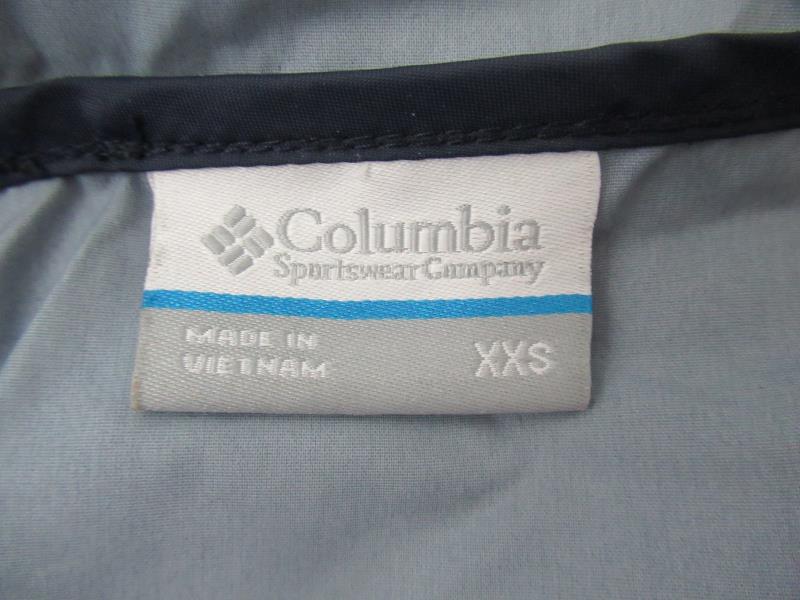 Columbia
Sportswear Company
MADE IN
VIETNAM
XXS